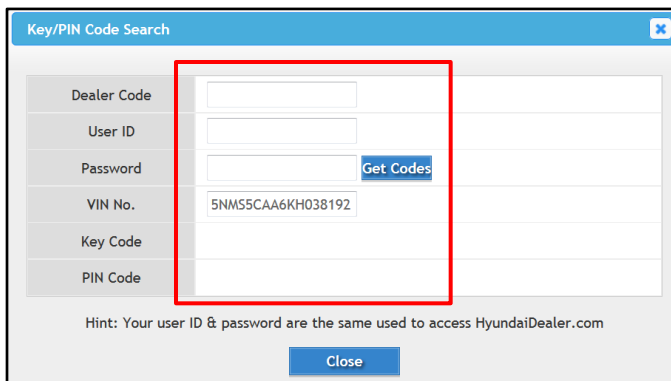 Key/PIN Code Search
Dealer Code
User ID
Password Get Codes
VIN No. 5NMS5CAA6KH038192
Key Code
PIN Code
Hint: Your user ID & password are the same used to access HyundaiDealer.com
Close